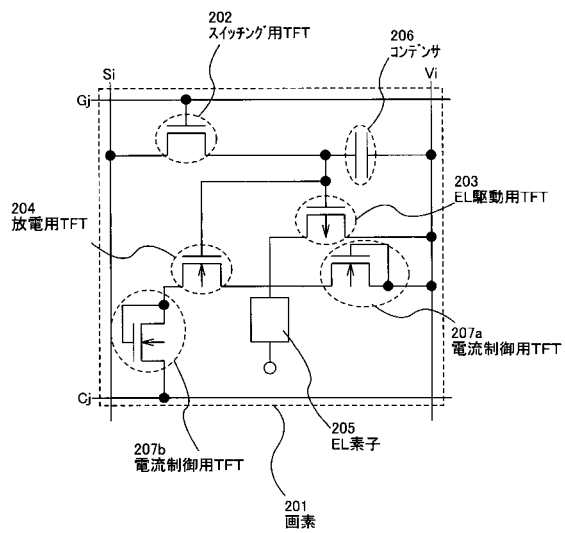 202
スイッチング用TFT
206
コンデンサ
Si
Vi
Gj
204
放電用TFT
203
EL駆動用TFT
207a
電流制御用TFT
Cj
205
EL素子
207b
電流制御用TFT
201
画素